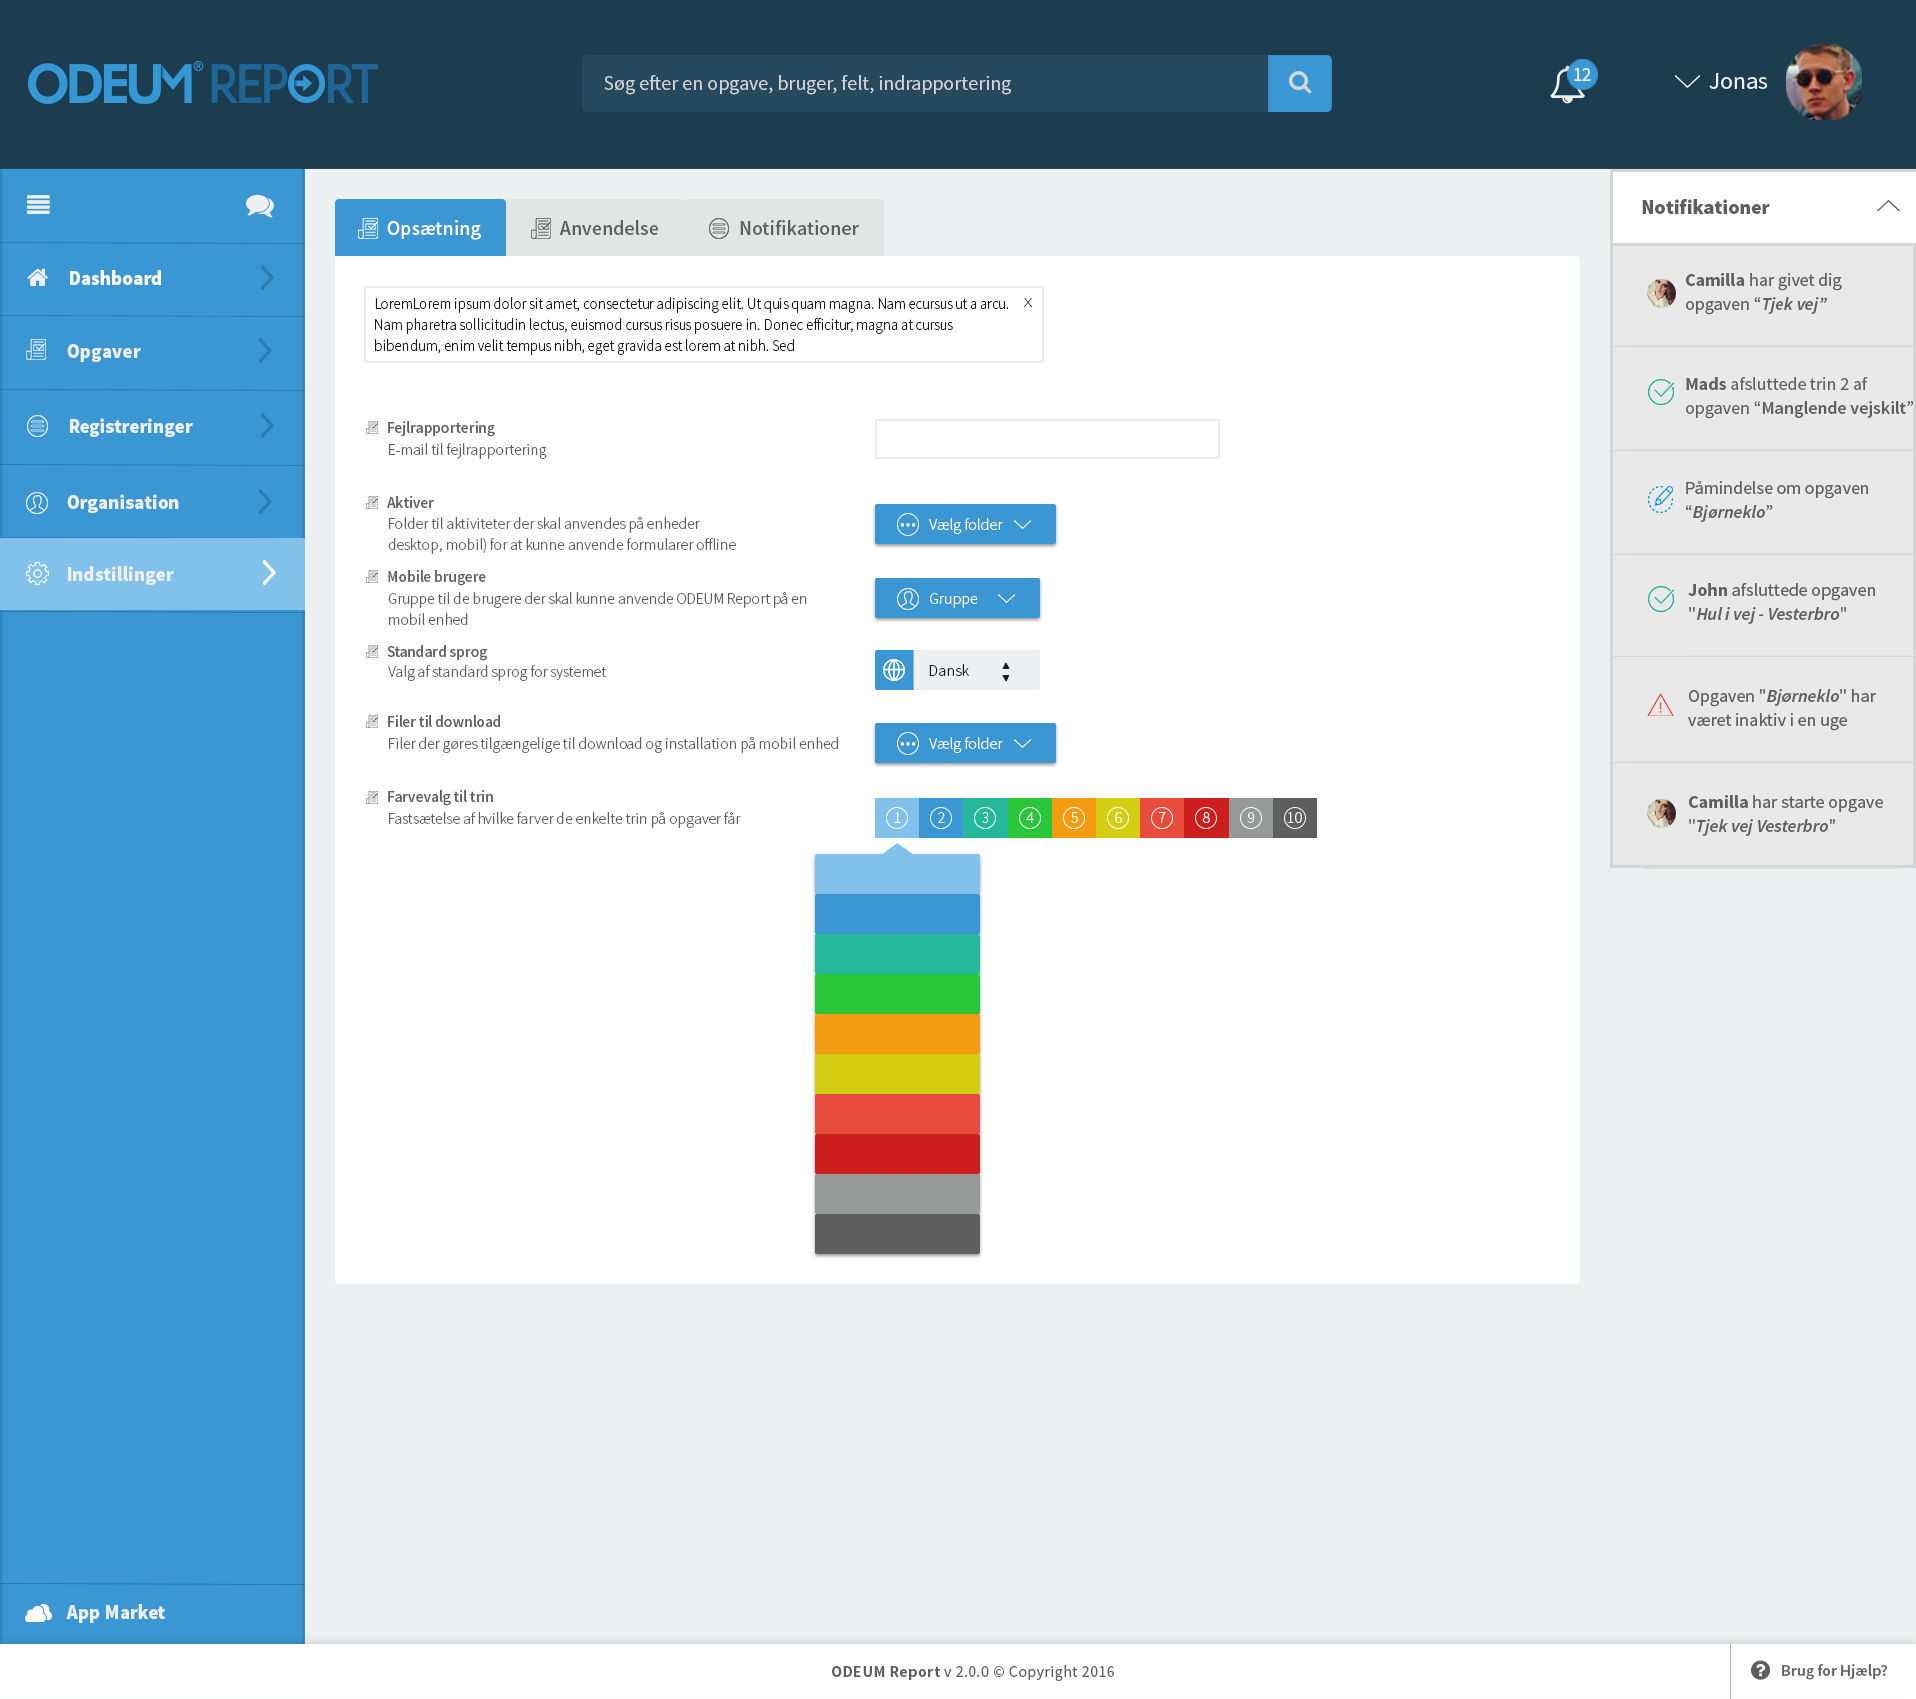 ODEUM® REPORT
Søg efter en opgave, bruger, felt, indrapportering
12
Jonas
Dashboard
Opgaver
Registreringer
Organisation
Indstillinger
App Market
Opsætning
Anvendelse
Notifikationer
LoremLorem ipsum dolor sit amet, consectetur adipiscing elit. Ut quis quam magna. Nam ecursus ut a arcu.
X
Nam pharetra sollicitudin lectus, euismod cursus risus posuere in. Donec efficitur, magna at cursus
bibendum, enim velit tempus nibh, eget gravida est lorem at nibh. Sed
Fejlrapportering
E-mail til fejlrapportering
Aktiver
Folder til aktiviteter der skal anvendes på enheder
desktop, mobil) for at kunne anvende formularer offline
Vælg folder
Mobile brugere
Gruppe til de brugere der skal kunne anvende ODEUM Report på en
mobil enhed
Gruppe
Standard sprog
Valg af standard sprog for systemet
Dansk
Filer til download
Filer der gøres tilgængelige til download og installation på mobil enhed
Vælg folder
Farvevalg til trin
Fastsætelse af hvilke farver de enkelte trin på opgaver får
1 2 3 4 5 6 7 8 9 10
Notifikationer
Camilla har givet dig
opgaven “Tjek vej”
Mads afsluttede trin 2 af
opgaven “Manglende vejskilt”
Påmindelse om opgaven
“Bjørneklo”
John afsluttede opgaven
"Hul i vej - Vesterbro"
Opgaven "Bjørneklo" har
været inaktiv i en uge
Camilla har starte opgave
"Tjek vej Vesterbro"
ODEUM Report v 2.0.0 © Copyright 2016
Brug for Hjælp?